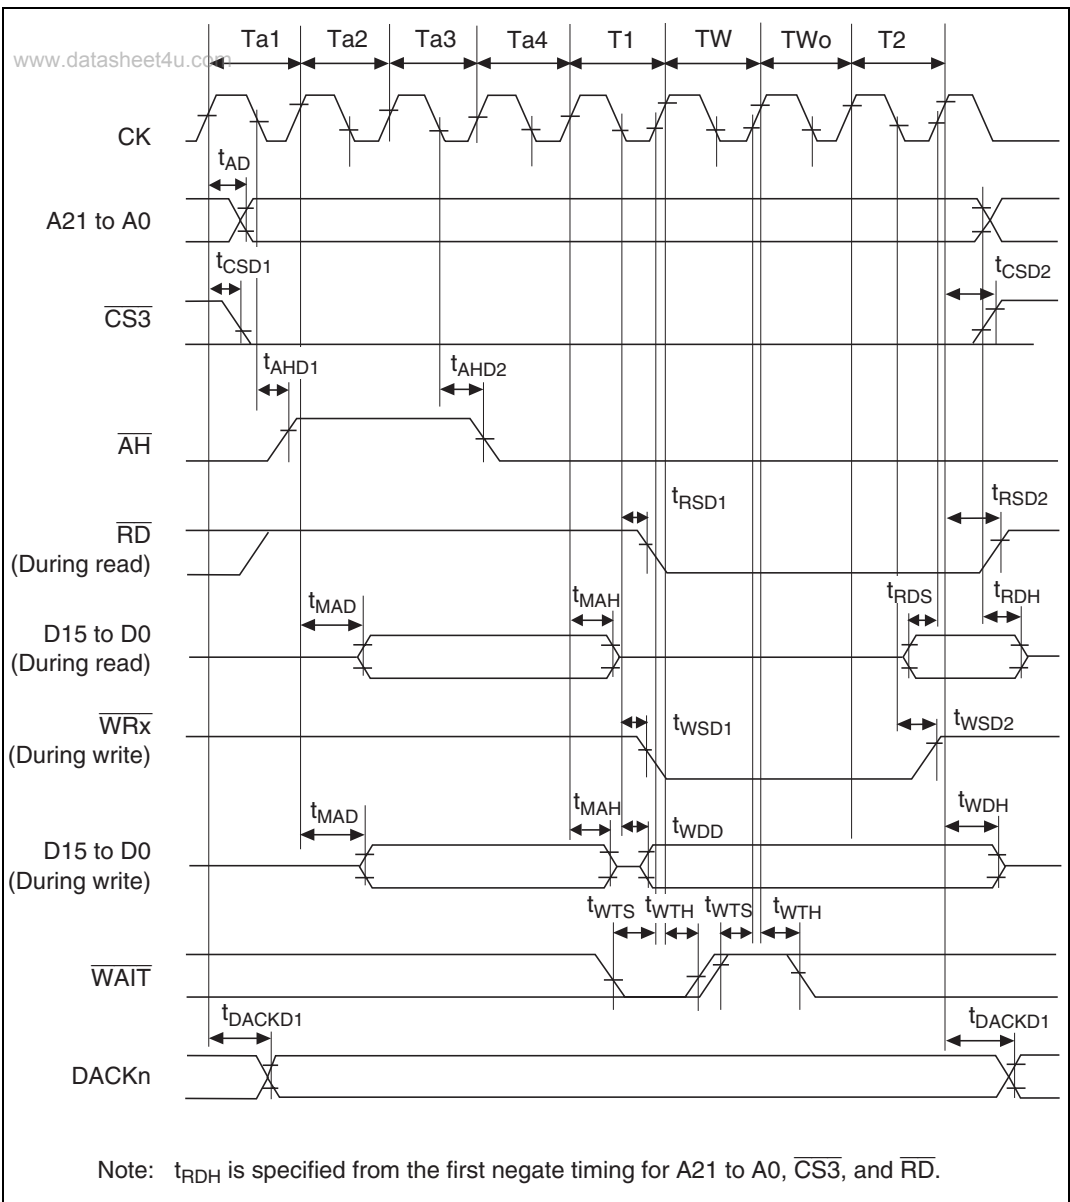 Ta1 Ta2 Ta3 Ta4 T1 TW TWo T2
www.datasheet4u.com
CK
tAD
A21 to A0
tCSD1 tCSD2
CS3
tAHD1 tAHD2
AH
tRSD1 tRSD2
RD
(During read)
tMAD tMAH tRDS tRDH
D15 to D0
(During read)
WRx
tWSD1 tWSD2
(During write)
tMAD tMAH tWDD tWDH
D15 to D0
(During write)
tWTS tWTH tWTS tWTH
WAIT
tDACKD1 tDACKD1
DACKn
Note: tRDH is specified from the first negate timing for A21 to A0, CS3, and RD.